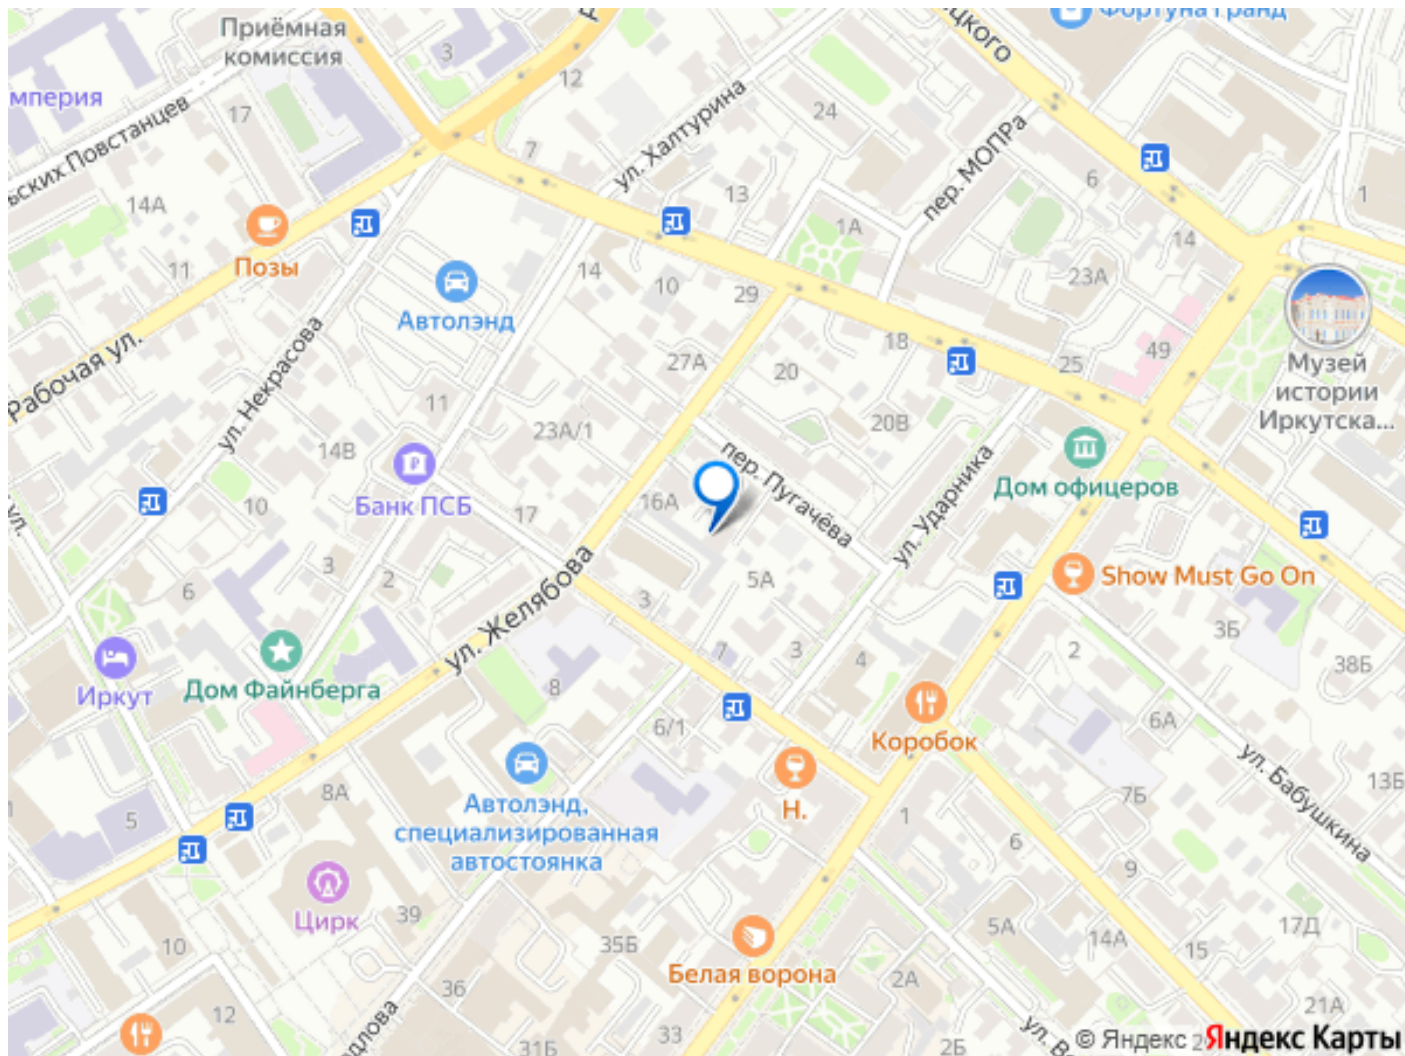 Приёмная
комиссия
3
12
Фортуна Гранд
мперия
17
ьских Повстанцев
7
ул. Халтурина
24
пер. МОПРа
6
1
14А
13
1А
14
23А
Позы
11
14
10
29
Автолэнд
Рабочая ул.
ул. Некрасова
27А
20
18
25
49
Музей
истории
Иркутска...
11
23А/1
20В
14В
Банк ПСБ
10
17
16А
пер. Пугачёва
ул. Ударника
Дом офицеров
ул.
3
2
6
ул. Желябова
3
5А
Show Must Go On
3Б
38Б
Иркут
Дом Файнберга
8
7
3
4
2
6/1
Коробок
6А
ул. Бабушкина
13Б
5
8А
Автолэнд,
специализированная
автостоянка
Н.
1
7Б
6
9
Цирк
39
35Б
5А
14А
15
17Д
10
Белая ворона
36
2А
12
33
31Б
2Б
21А
© Яндекс
Яндекс Карты